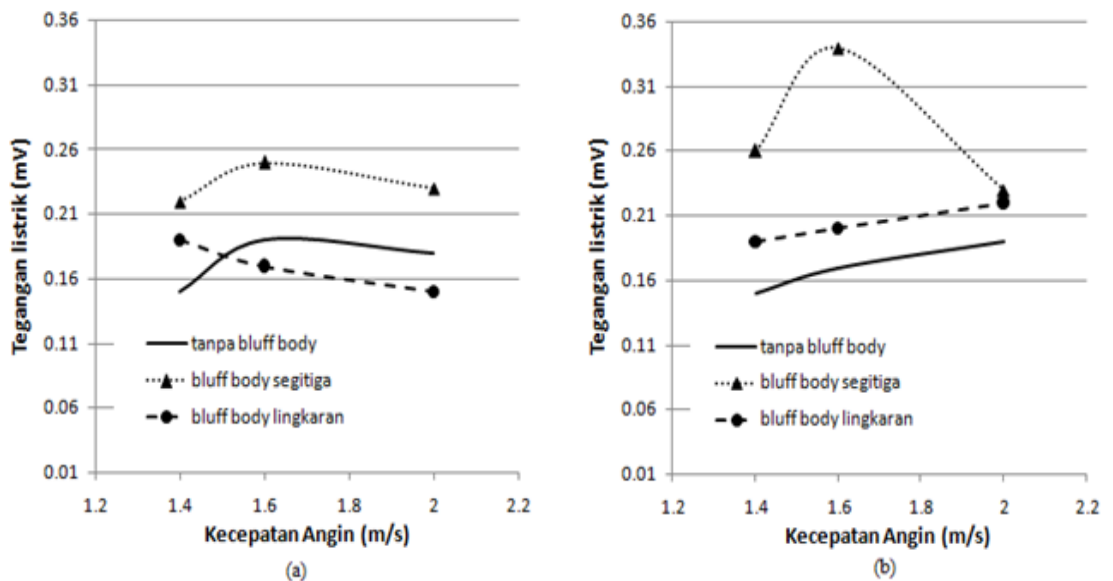 Tegangan listrik (mV)
0.36
0.31
0.26
0.21
0.16
0.11
0.06
0.01
tanpa bluff body
bluff body segitiga
bluff body lingkaran
1.2 1.4 1.6 1.8 2 2.2
Kecepatan Angin (m/s)
(a)
Tegangan listrik (mV)
0.36
0.31
0.26
0.21
0.16
0.11
0.06
0.01
tanpa bluff body
bluff body segitiga
bluff body lingkaran
1.2 1.4 1.6 1.8 2 2.2
Kecepatan Angin (m/s)
(b)